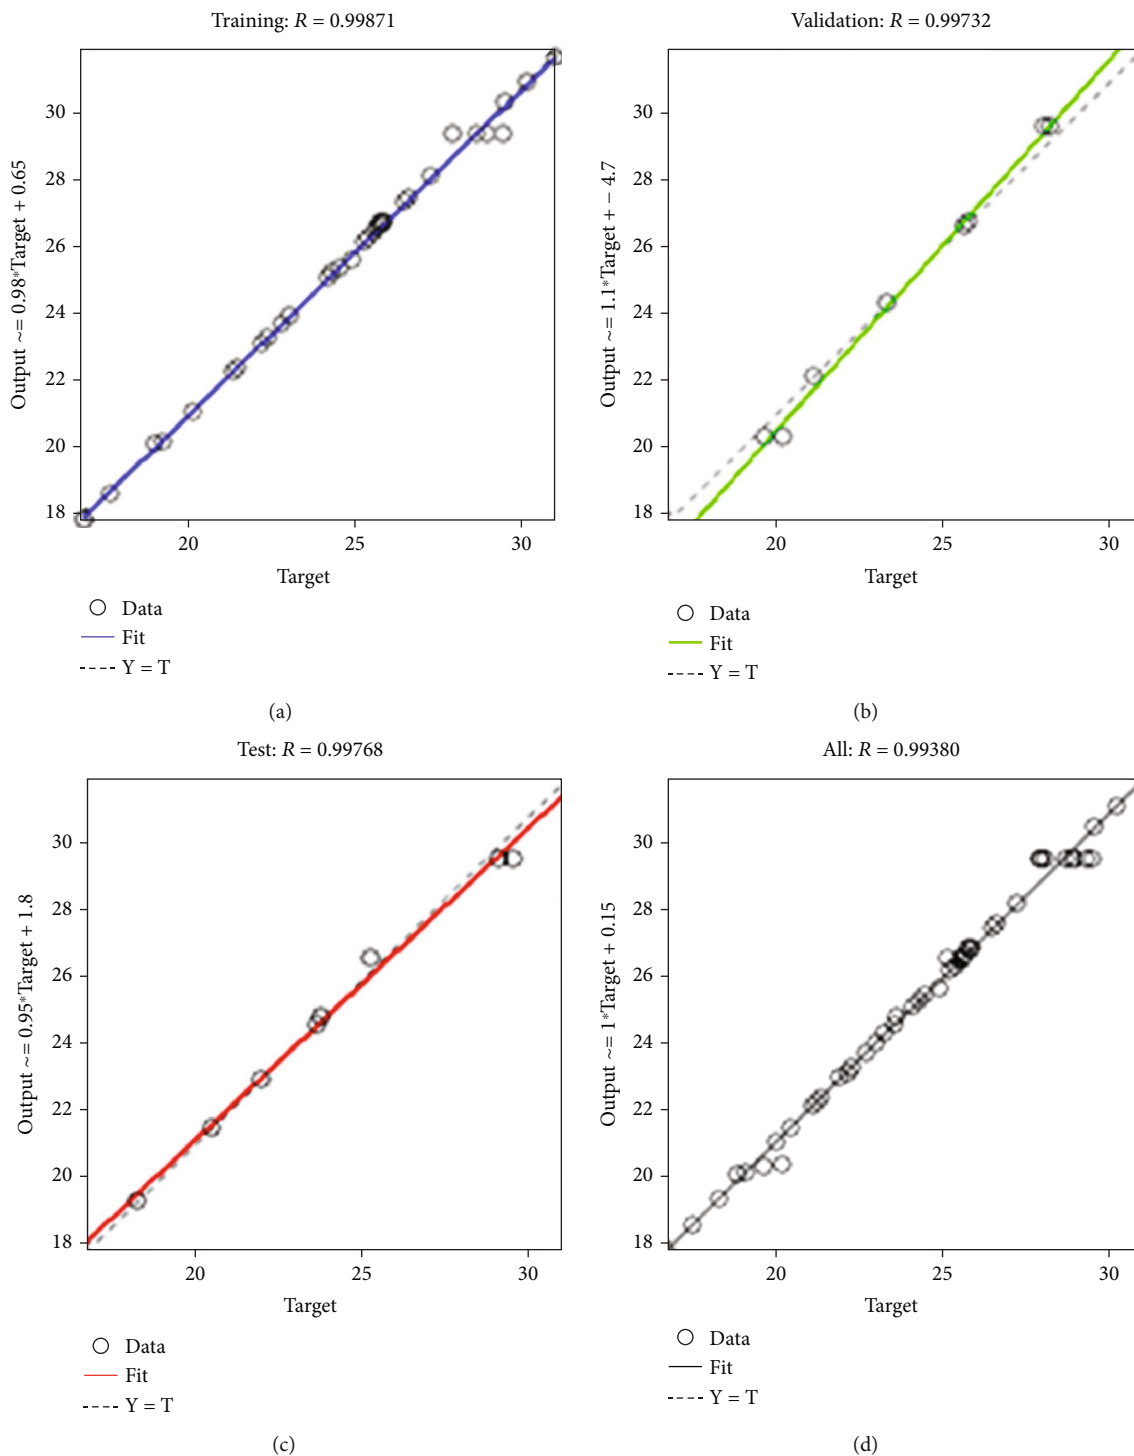 Training: R = 0.99871
Output ~= 0.98*Target + 0.65
30
28
26
24
22
20
18
20 25 30
Target
Data
Fit
Y = T
(a)
Validation: R = 0.99732
Output ~= 1.1*Target + − 4.7
30
28
26
24
22
20
18
20 25 30
Target
Data
Fit
Y = T
(b)
Test: R = 0.99768
Output ~= 0.95*Target + 1.8
30
28
26
24
22
20
18
20 25 30
Target
Data
Fit
Y = T
(c)
All: R = 0.99380
Output ~= 1*Target + 0.15
30
28
26
24
22
20
18
20 25 30
Target
Data
Fit
Y = T
(d)